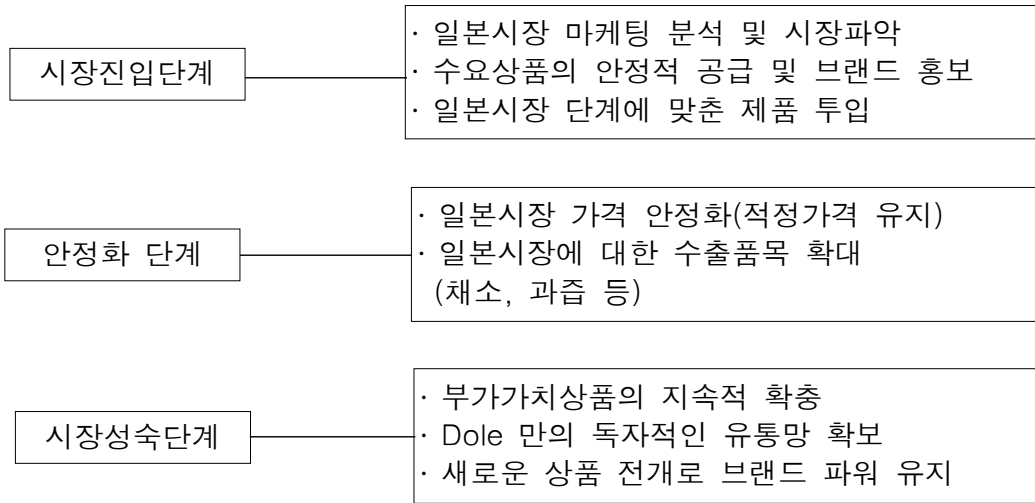 시장진입단계
· 일본시장 마케팅 분석 및 시장파악
· 수요상품의 안정적 공급 및 브랜드 홍보
· 일본시장 단계에 맞춘 제품 투입
안정화 단계
· 일본시장 가격 안정화(적정가격 유지)
· 일본시장에 대한 수출품목 확대
(채소, 과즙 등)
시장성숙단계
· 부가가치상품의 지속적 확충
· Dole 만의 독자적인 유통망 확보
· 새로운 상품 전개로 브랜드 파워 유지